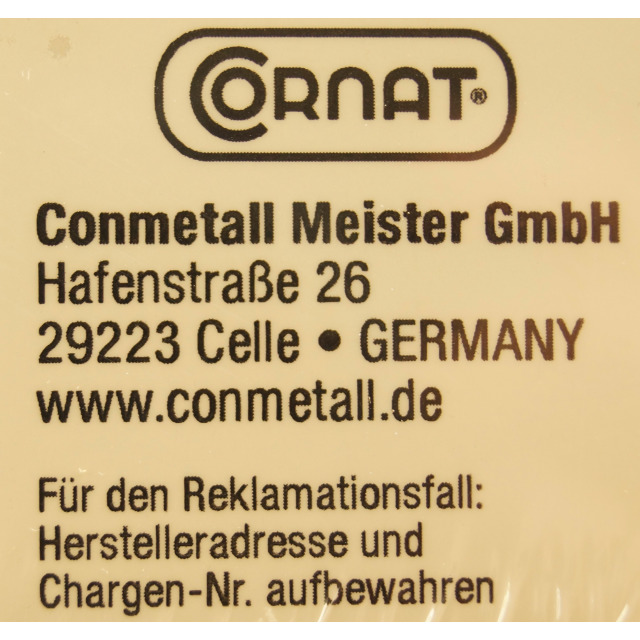 CORNAT®
Conmetall Meister GmbH
Hafenstraße 26
29223 Celle • GERMANY
www.conmetall.de
Für den Reklamationsfall:
Herstelleradresse und
Chargen-Nr. aufbewahren